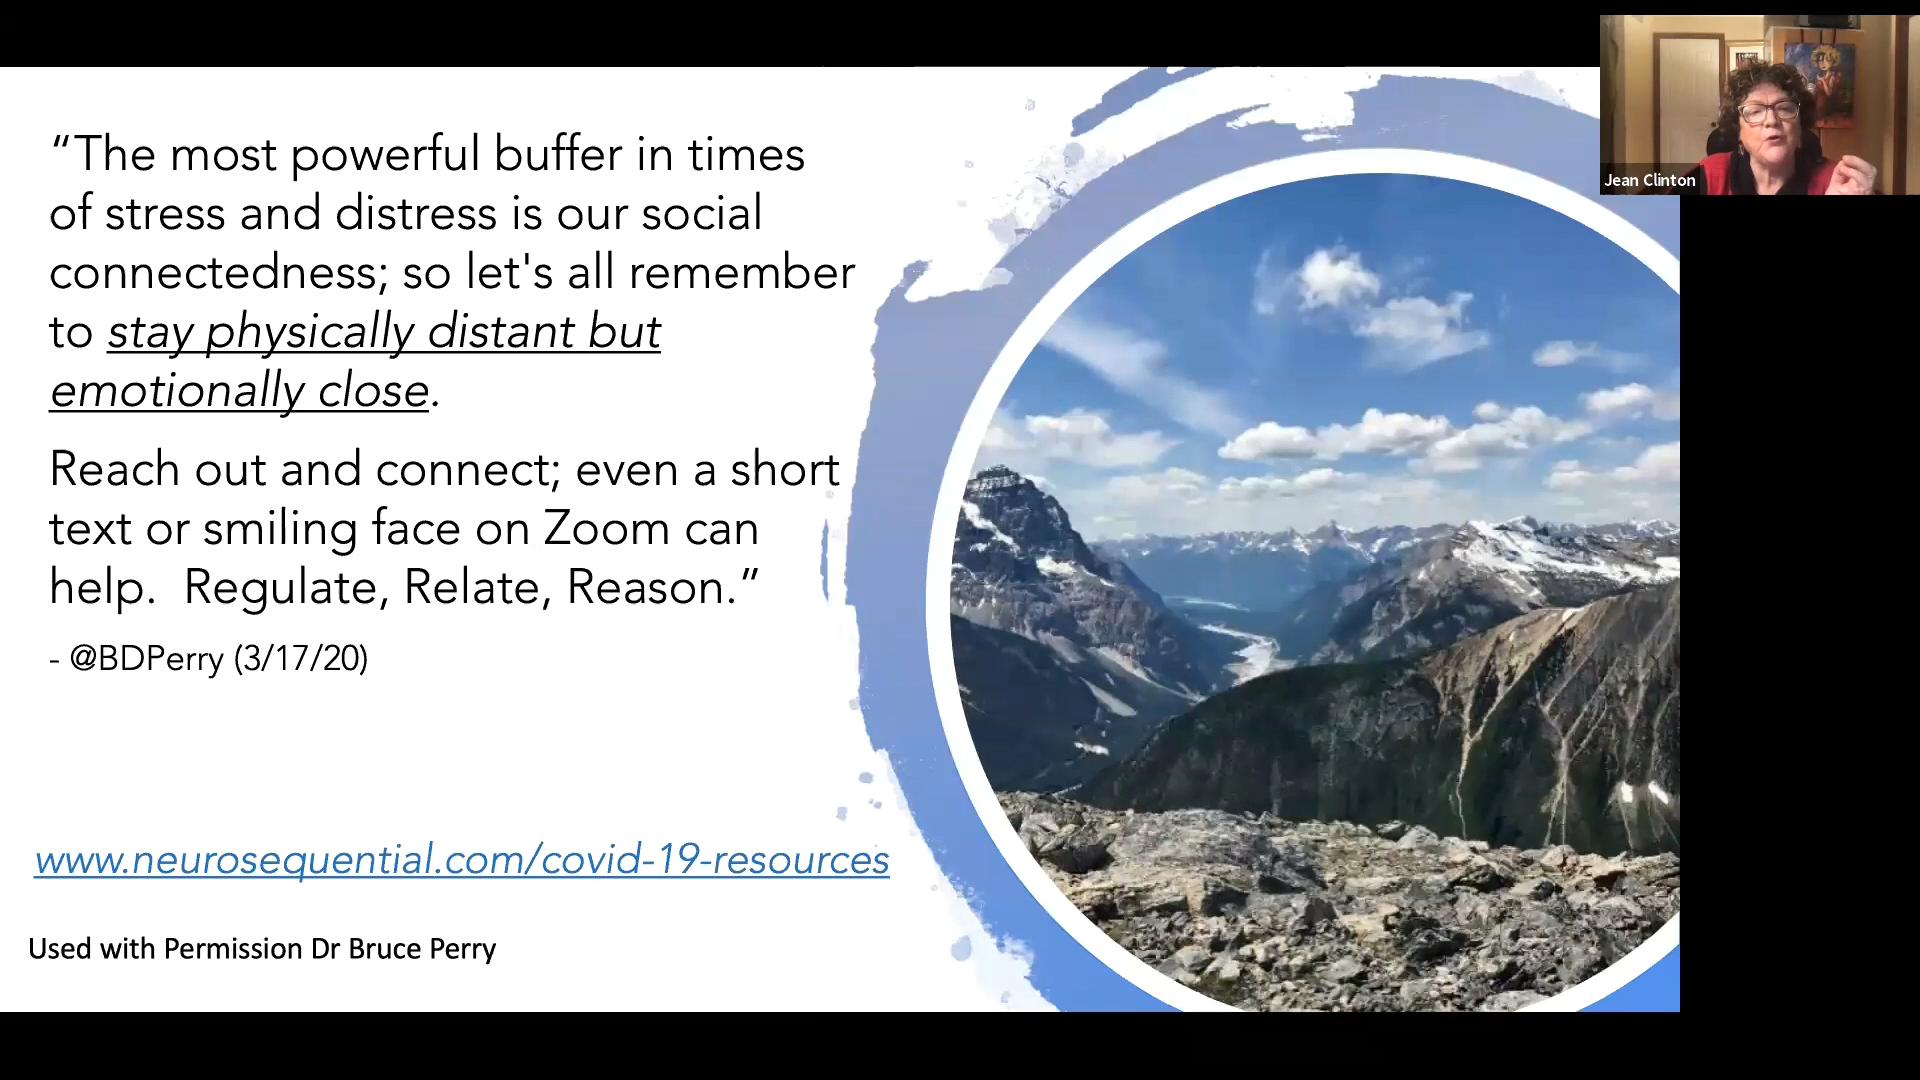 “The most powerful buffer in times
of stress and distress is our social
connectedness; so let's all remember
to stay physically distant but
emotionally close.
Reach out and connect; even a short
text or smiling face on Zoom can
help.  Regulate, Relate, Reason.”
- @BDPerry (3/17/20)
www.neurosequential.com/covid-19-resources
Used with Permission Dr Bruce Perry
Jean Clinton